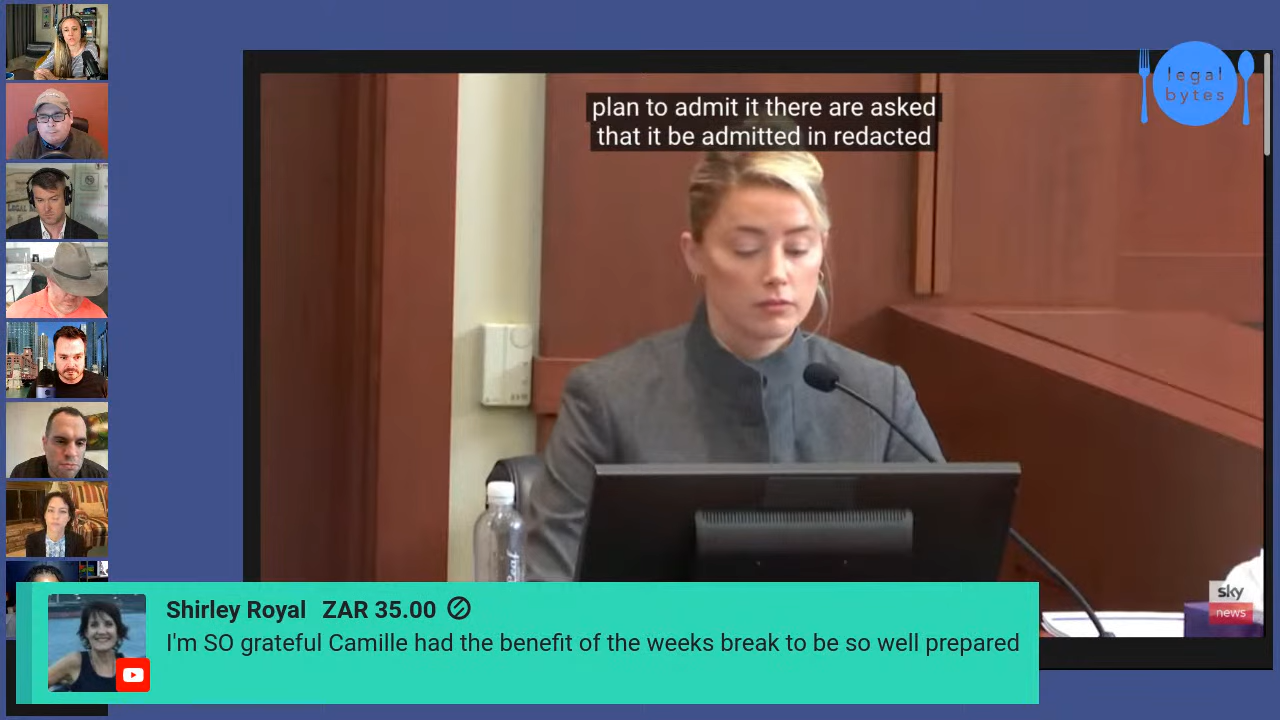 legal
bytes
plan to admit it there are asked
that it be admitted in redacted
sky
news
Shirley Royal ZAR 35.00
I'm SO grateful Camille had the benefit of the weeks break to be so well prepared